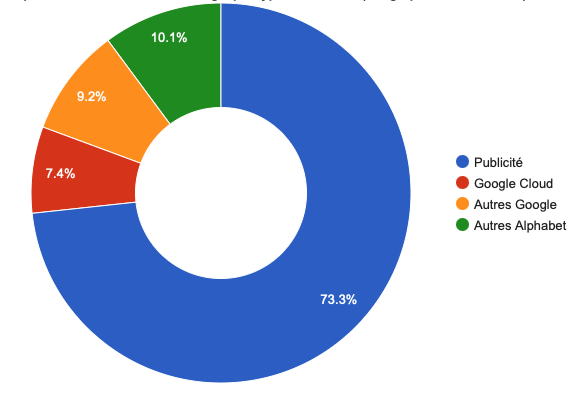 10.1%
9.2%
7.4%
73.3%
Publicité
Google Cloud
Autres Google
Autres Alphabet